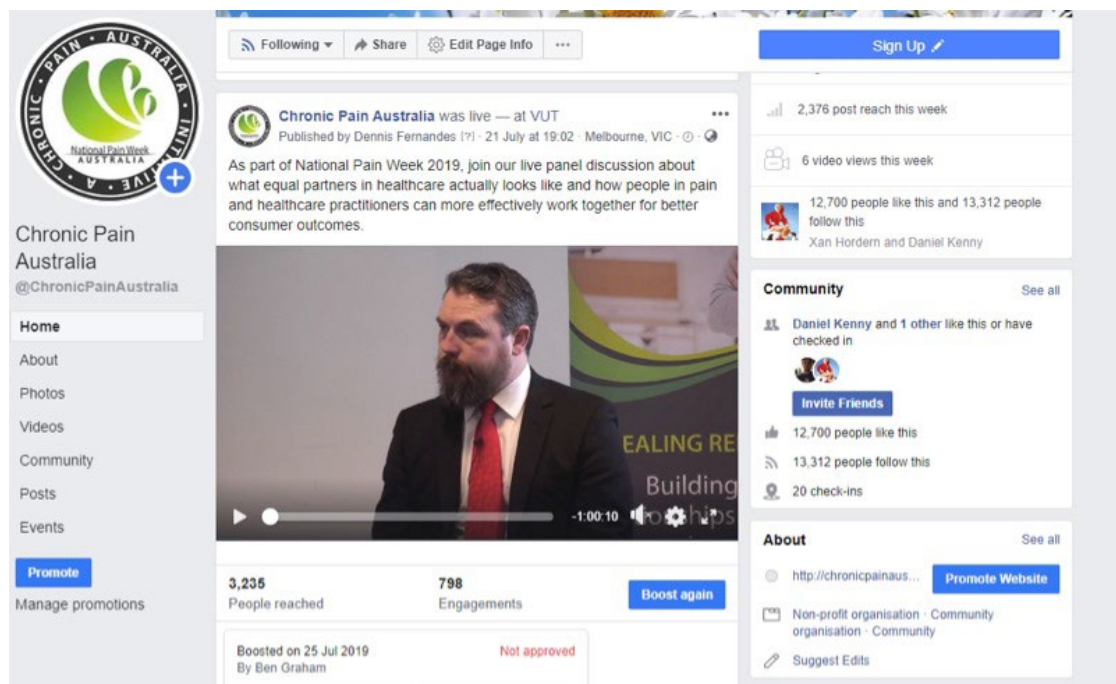 A · CHRONIC · PAIN · AUSTRALIA · INITIATIVE ·
National Pain Week
AUSTRALIA
Chronic Pain
Australia
@ChronicPainAustralia
Home
About
Photos
Videos
Community
Posts
Events
Promote
Manage promotions
Following
Share
Edit Page Info
Sign Up
Chronic Pain Australia was live — at VUT
Published by Dennis Fernandes [?] · 21 July at 19:02 · Melbourne, VIC ·
As part of National Pain Week 2019, join our live panel discussion about
what equal partners in healthcare actually looks like and how people in pain
and healthcare practitioners can more effectively work together for better
consumer outcomes.
EALING RE
Building
-1:00:10
3,235
People reached
798
Engagements
Boost again
Boosted on 25 Jul 2019
By Ben Graham
Not approved
2,376 post reach this week
6 video views this week
12,700 people like this and 13,312 people
follow this
Xan Hordern and Daniel Kenny
Community
See all
Daniel Kenny and 1 other like this or have
checked in
Invite Friends
12,700 people like this
13,312 people follow this
20 check-ins
About
See all
http://chronicpainaus...
Promote Website
Non-profit organisation · Community
organisation · Community
Suggest Edits